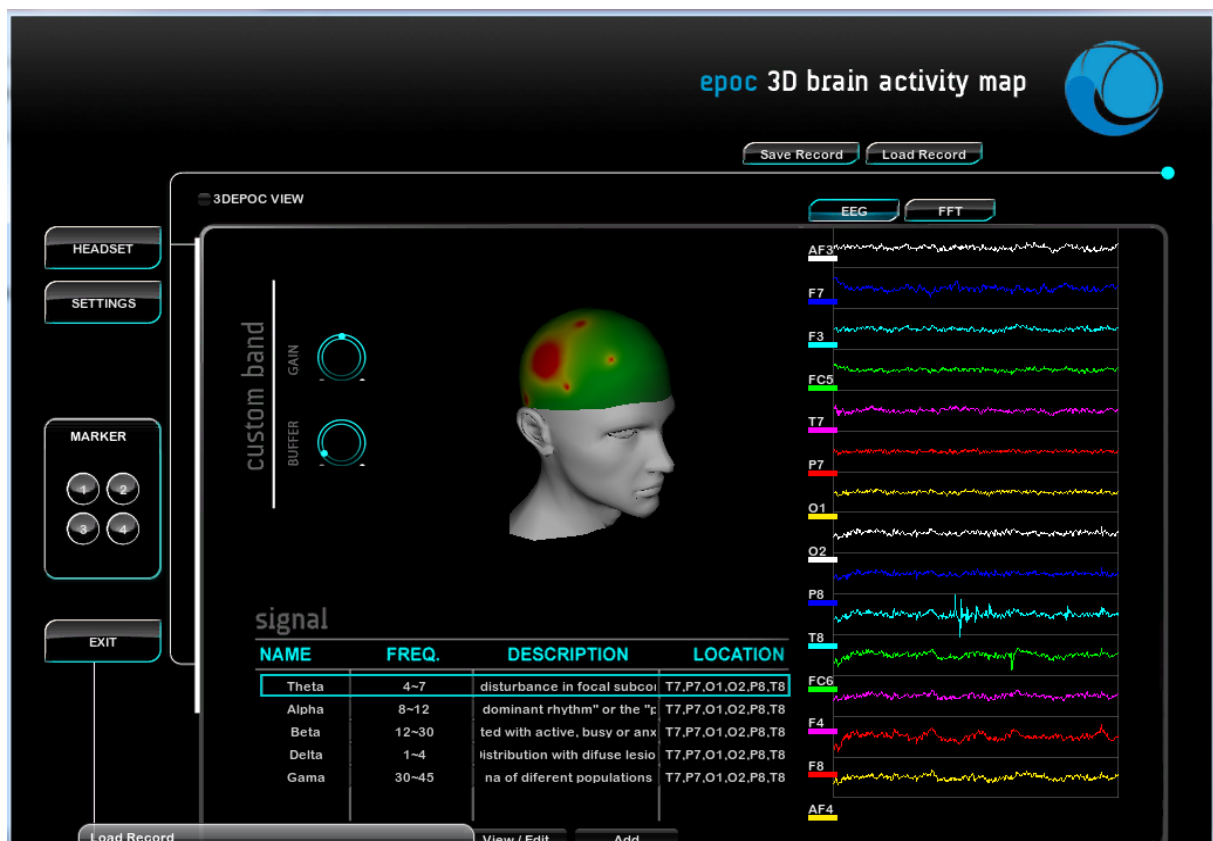 epoc 3D brain activity map
Save Record
Load Record
3DEPOC VIEW
EEG
FFT
HEADSET
SETTINGS
MARKER
1
2
3
4
EXIT
custom band
GAIN
BUFFER
AF3
F7
F3
FC5
T7
P7
O1
O2
P8
T8
FC6
F4
F8
AF4
signal
NAME FREQ. DESCRIPTION LOCATION
Theta 4~7 disturbance in focal subcor T7,P7,O1,O2,P8,T8
Alpha 8~12 dominant rhythm" or the "p T7,P7,O1,O2,P8,T8
Beta 12~30 ted with active, busy or anx T7,P7,O1,O2,P8,T8
Delta 1~4 distribution with difuse lesio T7,P7,O1,O2,P8,T8
Gama 30~45 na of diferent populations T7,P7,O1,O2,P8,T8
Load Record
View / Edit
Add